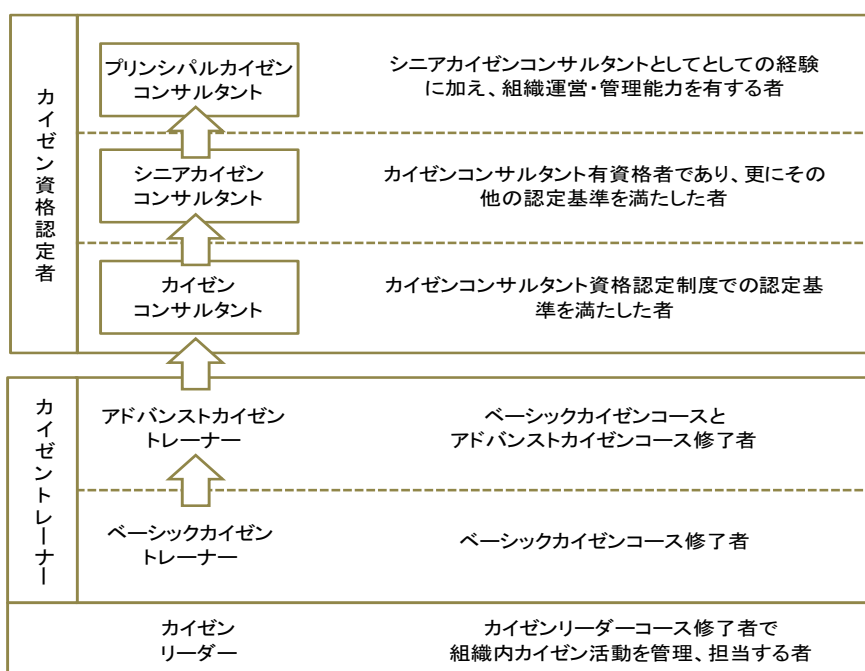 カイゼン資格認定者
プリンシパルカイゼン
コンサルタント
シニアカイゼンコンサルタントとしてとしての経験
に加え、組織運営・管理能力を有する者
シニアカイゼン
コンサルタント
カイゼンコンサルタント有資格者であり、更にその
他の認定基準を満たした者
カイゼン
コンサルタント
カイゼンコンサルタント資格認定制度での認定基
準を満たした者
カイゼントレーナー
アドバンストカイゼン
トレーナー
ベーシックカイゼンコースと
アドバンストカイゼンコース修了者
ベーシックカイゼン
トレーナー
ベーシックカイゼンコース修了者
カイゼン
リーダー
カイゼンリーダーコース修了者で
組織内カイゼン活動を管理、担当する者